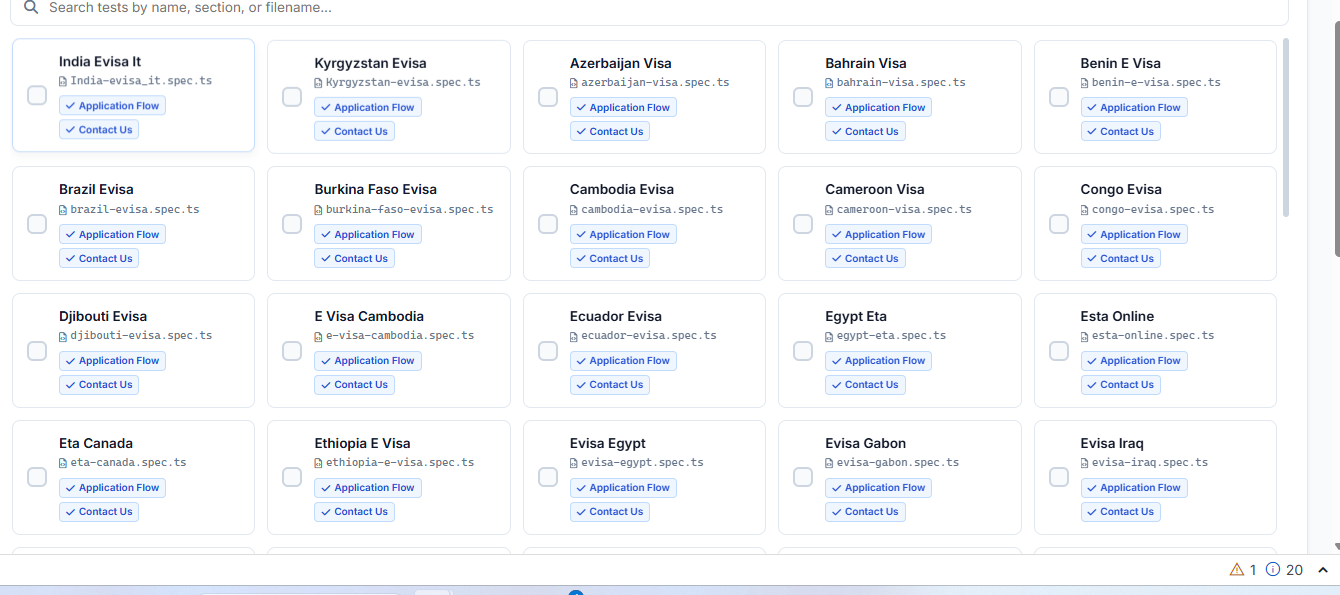 Search tests by name, section, or filename...
India Evisa It
India-evisa_it.spec.ts
Application Flow
Contact Us
Kyrgyzstan Evisa
Kyrgyzstan-evisa.spec.ts
Application Flow
Contact Us
Azerbaijan Visa
azerbaijan-visa.spec.ts
Application Flow
Contact Us
Bahrain Visa
bahrain-visa.spec.ts
Application Flow
Contact Us
Benin E Visa
benin-e-visa.spec.ts
Application Flow
Contact Us
Brazil Evisa
brazil-evisa.spec.ts
Application Flow
Contact Us
Burkina Faso Evisa
burkina-faso-evisa.spec.ts
Application Flow
Contact Us
Cambodia Evisa
cambodia-evisa.spec.ts
Application Flow
Contact Us
Cameroon Visa
cameroon-visa.spec.ts
Application Flow
Contact Us
Congo Evisa
congo-evisa.spec.ts
Application Flow
Contact Us
Djibouti Evisa
djibouti-evisa.spec.ts
Application Flow
Contact Us
E Visa Cambodia
e-visa-cambodia.spec.ts
Application Flow
Contact Us
Ecuador Evisa
ecuador-evisa.spec.ts
Application Flow
Contact Us
Egypt Eta
egypt-eta.spec.ts
Application Flow
Contact Us
Esta Online
esta-online.spec.ts
Application Flow
Contact Us
Eta Canada
eta-canada.spec.ts
Application Flow
Contact Us
Ethiopia E Visa
ethiopia-e-visa.spec.ts
Application Flow
Contact Us
Evisa Egypt
evisa-egypt.spec.ts
Application Flow
Contact Us
Evisa Gabon
evisa-gabon.spec.ts
Application Flow
Contact Us
Evisa Iraq
evisa-iraq.spec.ts
Application Flow
Contact Us
1 20